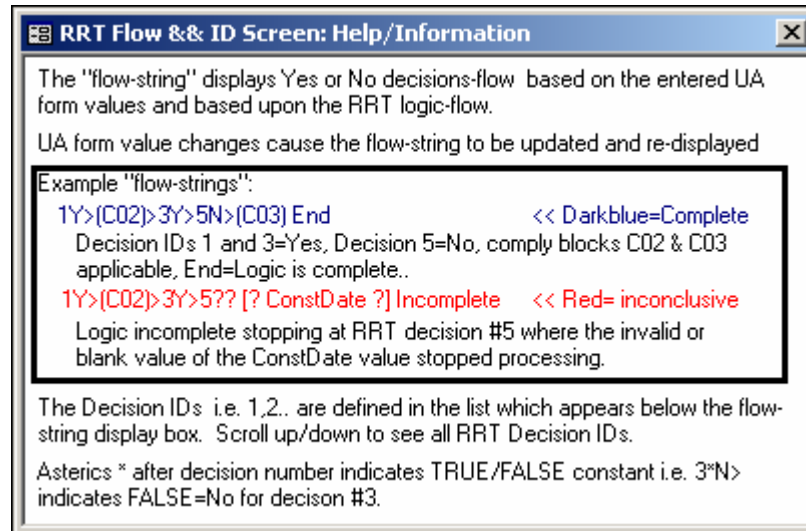 RRT Flow && ID Screen: Help/Information
The "flow-string" displays Yes or No decisions-flow based on the entered UA
form values and based upon the RRT logic-flow.
UA form value changes cause the flow-string to be updated and re-displayed
Example "flow-strings":
1Y>(C02)>3Y>5N>(C03) End << Darkblue=Complete
Decision IDs 1 and 3=Yes, Decision 5=No, comply blocks C02 & C03
applicable, End=Logic is complete..
1Y>(C02)>3Y>5?? [? ConstDate ?] Incomplete << Red= inconclusive
Logic incomplete stopping at RRT decision #5 where the invalid or
blank value of the ConstDate value stopped processing.
The Decision IDs i.e. 1,2.. are defined in the list which appears below the flow-
string display box. Scroll up/down to see all RRT Decision IDs.
Asterics * after decision number indicates TRUE/FALSE constant i.e. 3*N>
indicates FALSE=No for decison #3.